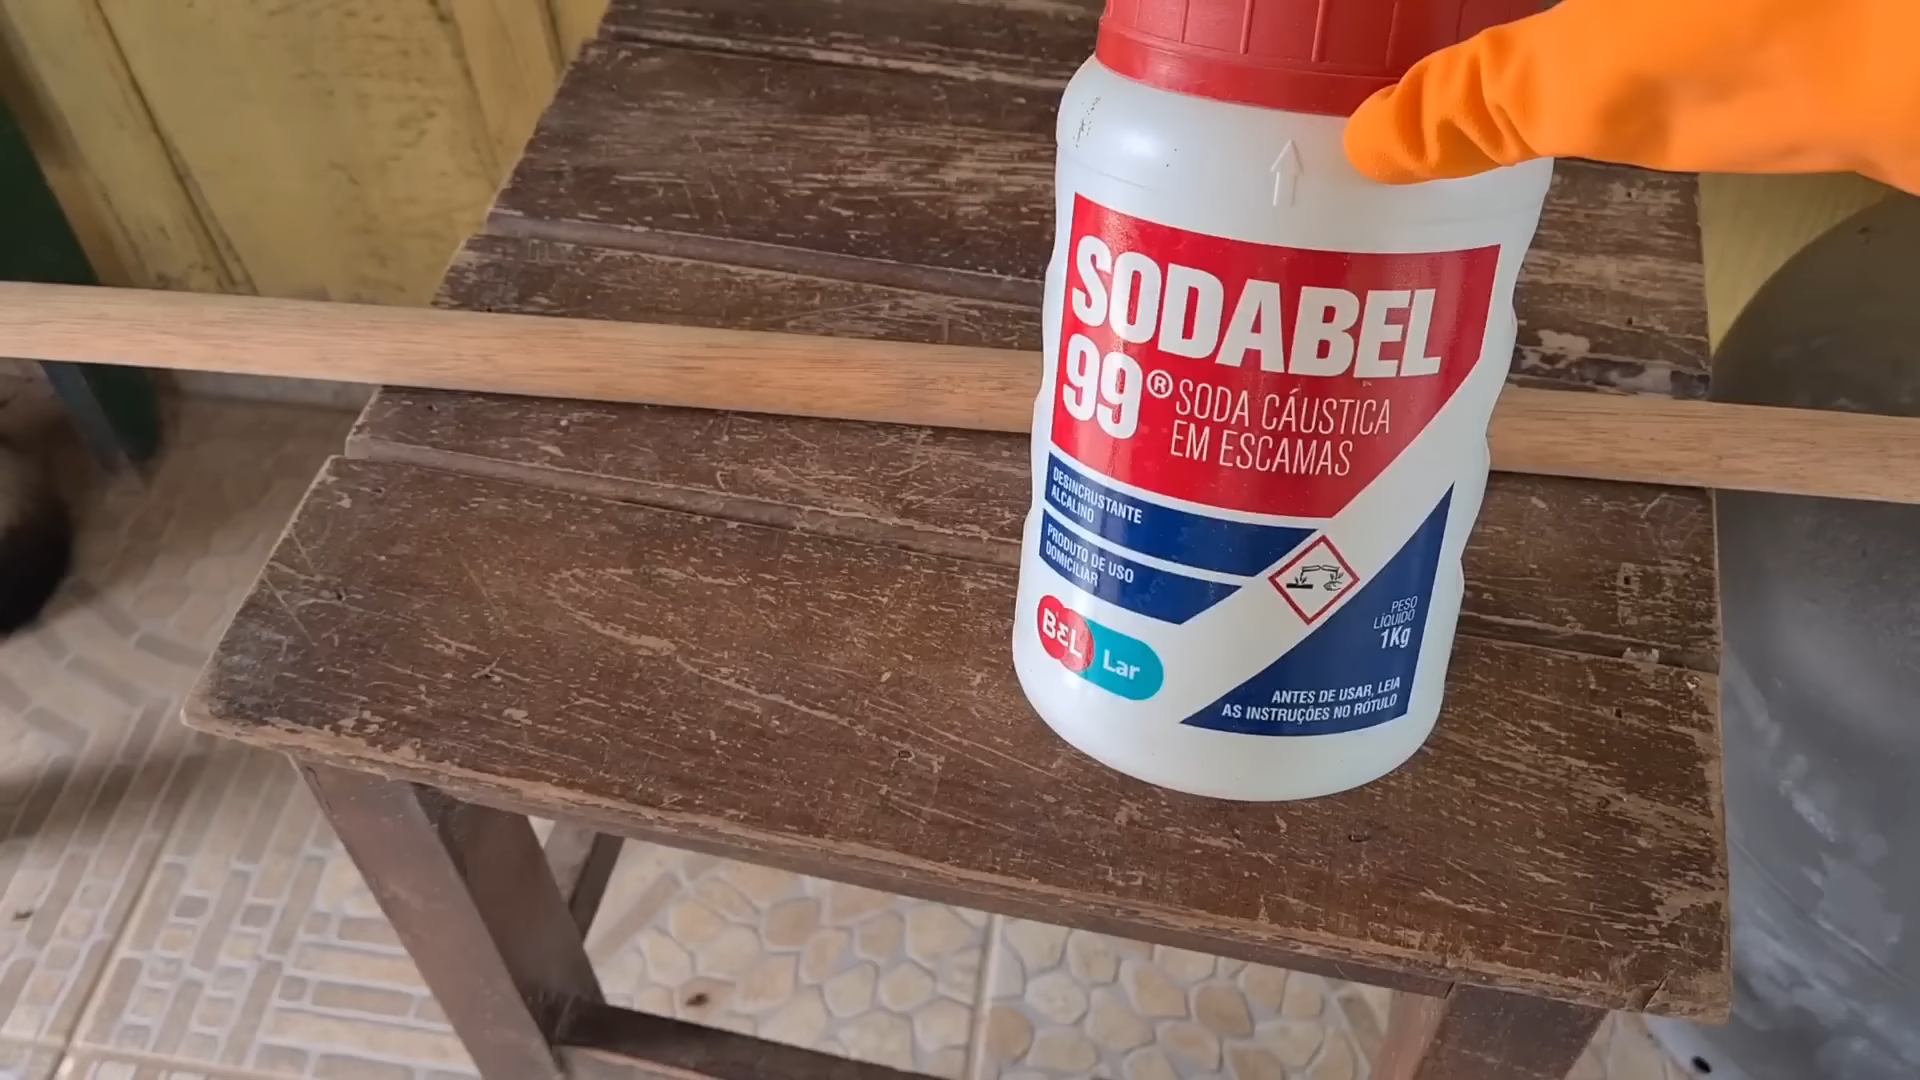 SODABEL
99® SODA CÁUSTICA
EM ESCAMAS
DESINCRUSTANTE
ALCALINO
PRODUTO DE USO
DOMICILIAR
BEL Lar
PESO
LÍQUIDO
1Kg
ANTES DE USAR, LEIA
AS INSTRUÇÕES NO RÓTULO